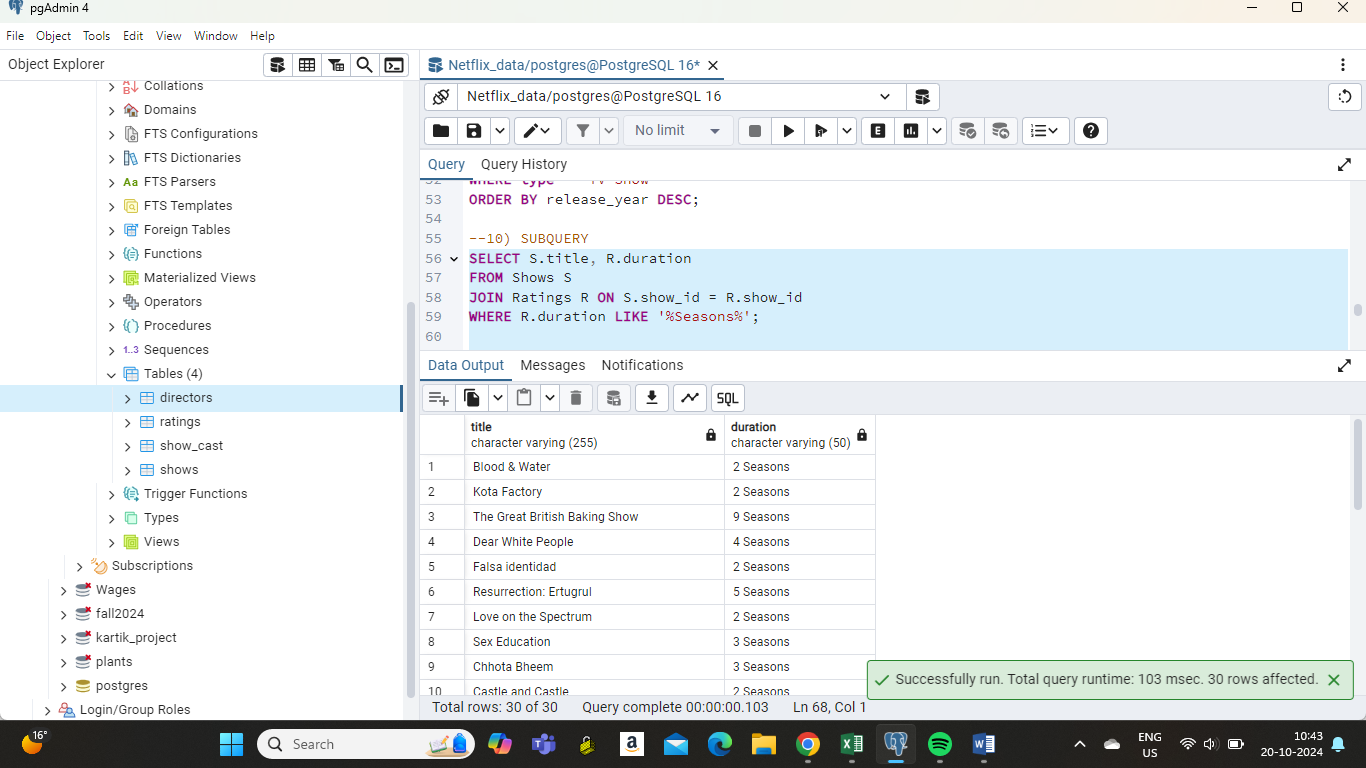 pgAdmin 4
File Object Tools Edit View Window Help
Object Explorer
Collations
Domains
FTS Configurations
FTS Dictionaries
Aa FTS Parsers
FTS Templates
Foreign Tables
Functions
Materialized Views
Operators
Procedures
1..3 Sequences
Tables (4)
directors
ratings
show_cast
shows
Trigger Functions
Types
Views
Subscriptions
Wages
fall2024
kartik_project
plants
postgres
Login/Group Roles
Netflix_data/postgres@PostgreSQL 16*
Netflix_data/postgres@PostgreSQL 16
No limit
E
Query Query History
53 ORDER BY release_year DESC;
54
55 --10) SUBQUERY
56 SELECT S.title, R.duration
57 FROM Shows S
58 JOIN Ratings R ON S.show_id = R.show_id
59 WHERE R.duration LIKE '%Seasons%';
60
Data Output Messages Notifications
SQL
title duration
character varying (255) character varying (50)
1 Blood & Water 2 Seasons
2 Kota Factory 2 Seasons
3 The Great British Baking Show 9 Seasons
4 Dear White People 4 Seasons
5 Falsa identidad 2 Seasons
6 Resurrection: Ertugrul 5 Seasons
7 Love on the Spectrum 2 Seasons
8 Sex Education 3 Seasons
9 Chhota Bheem 3 Seasons
10 Castle and Castle 2 Seasons
Successfully run. Total query runtime: 103 msec. 30 rows affected.
Total rows: 30 of 30 Query complete 00:00:00.103 Ln 68, Col 1
16°
Search
a
ENG
US
10:43
20-10-2024